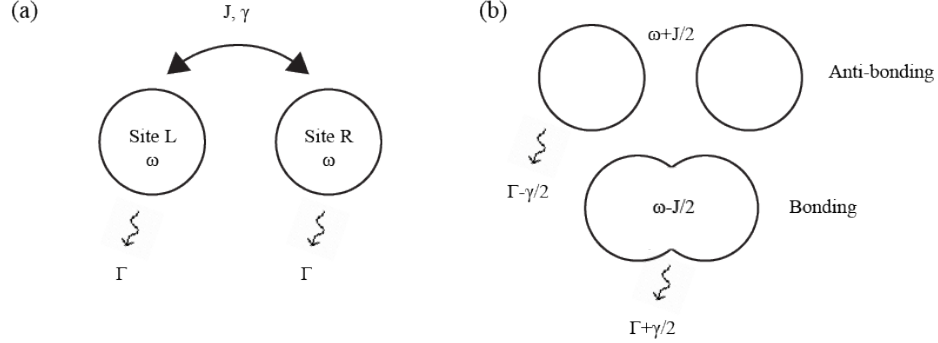 (a)
J, γ
Site L
ω
Site R
ω
Γ
Γ
(b)
ω+J/2
Anti-bonding
Γ-γ/2
ω-J/2
Bonding
Γ+γ/2